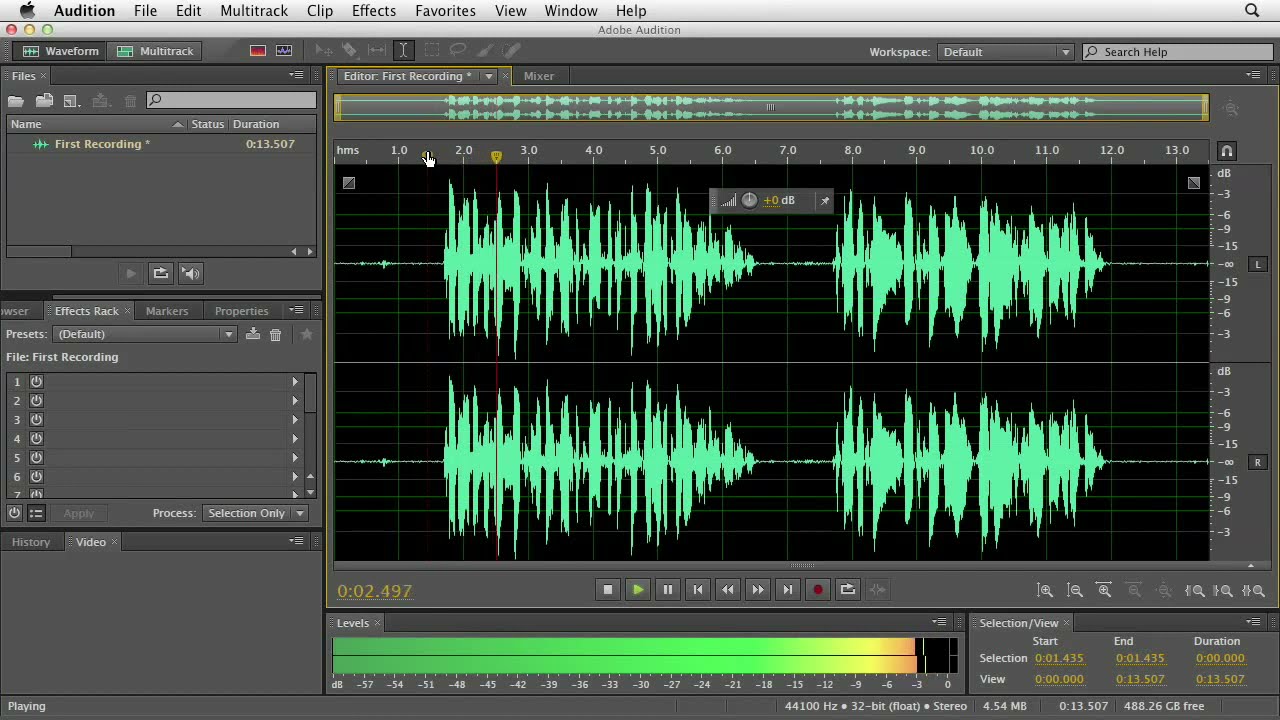 Audition File Edit Multitrack Clip Effects Favorites View Window Help
Adobe Audition
Waveform Multitrack Workspace: Default Search Help
Files Editor: First Recording * Mixer
Name Status Duration
First Recording * 0:13.507
hms 1.0 2.0 3.0 4.0 5.0 6.0 7.0 8.0 9.0 10.0 11.0 12.0 13.0
+0 dB
dB
-3
-6
-9
-15
-∞ L
-15
-9
-6
-3
dB
-3
-6
-9
-15
-∞ R
-15
-9
-6
-3
owser Effects Rack Markers Properties
Presets: (Default)
File: First Recording
1
2
3
4
5
6
7
Apply Process: Selection Only
History Video
0:02.497
Levels
dB -57 -54 -51 -48 -45 -42 -39 -36 -33 -30 -27 -24 -21 -18 -15 -12 -9 -6 -3 0
Selection/View
Start End Duration
Selection 0:01.435 0:01.435 0:00.000
View 0:00.000 0:13.507 0:13.507
Playing 44100 Hz • 32-bit (float) • Stereo 4.54 MB 0:13.507 488.26 GB free